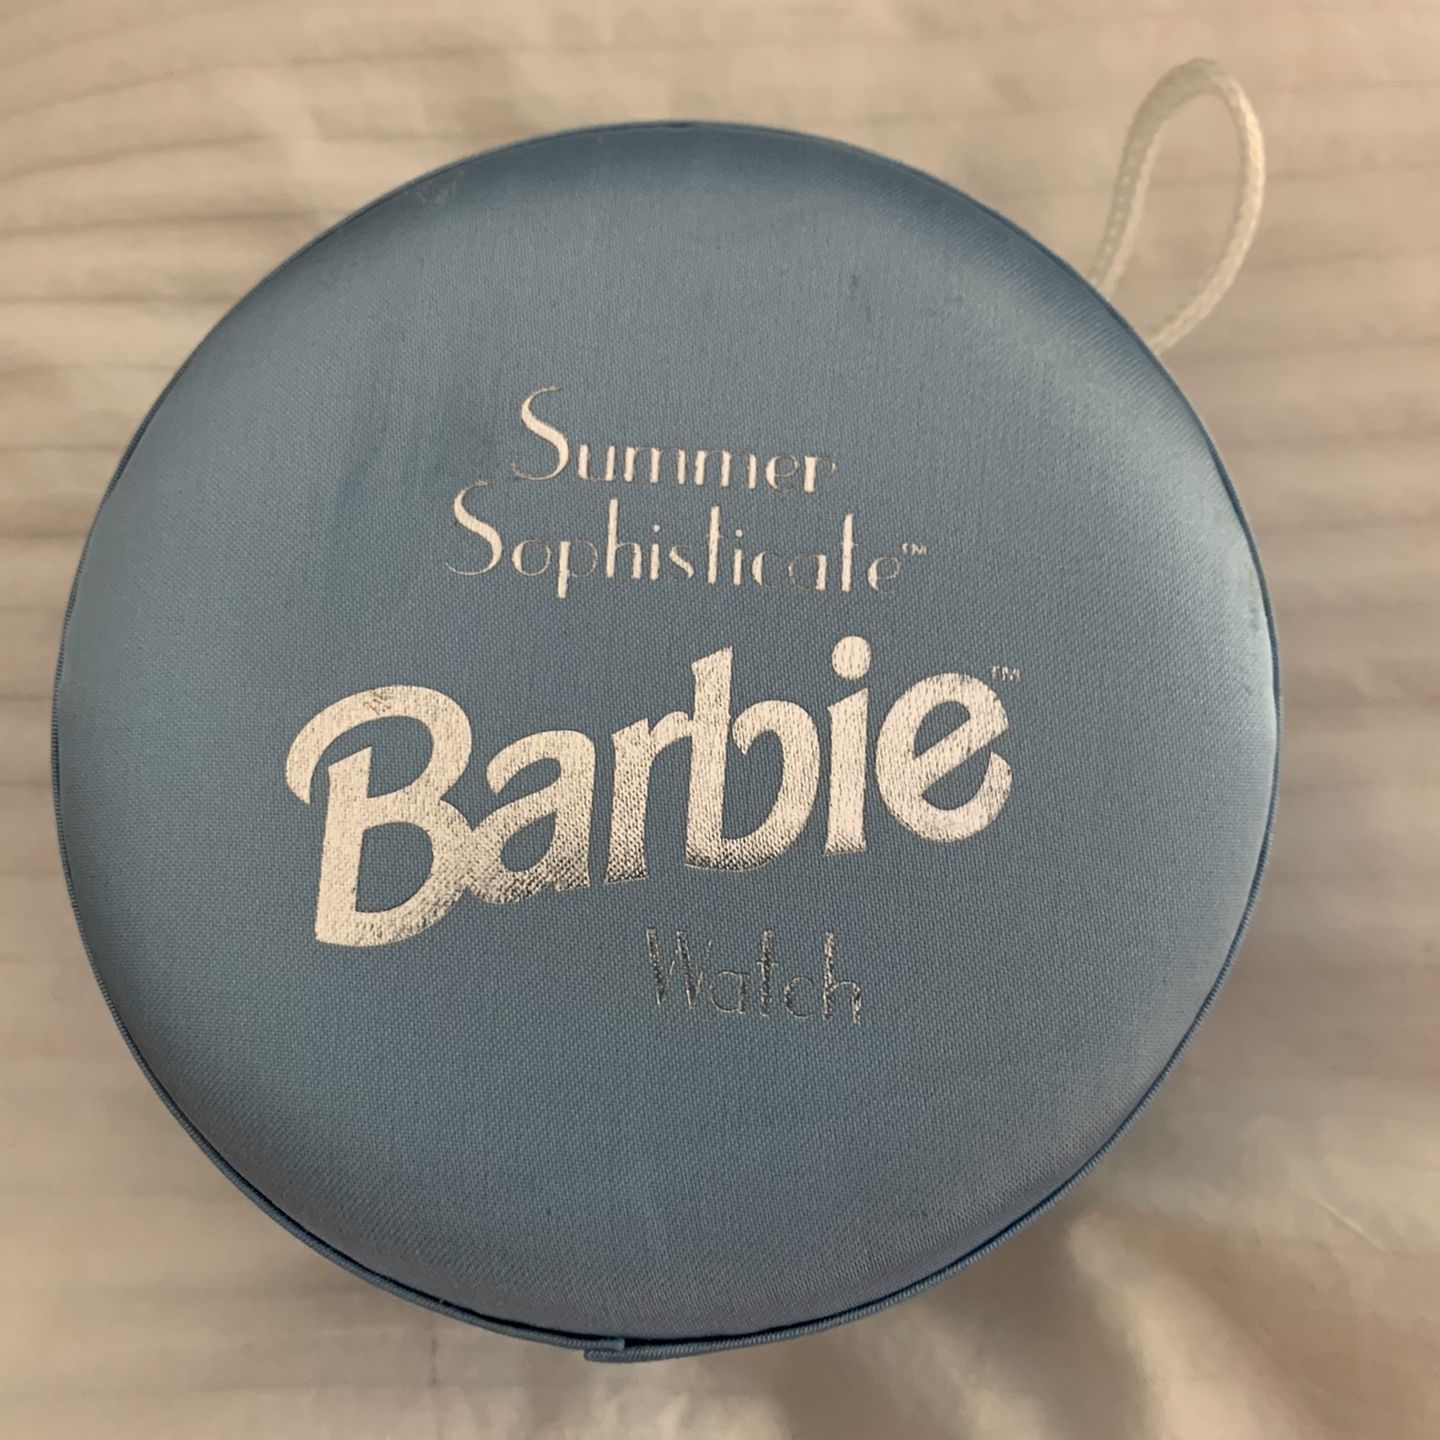 Summer
Sophisticate™
Barbie™
Watch